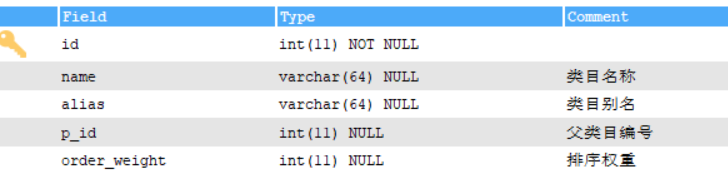 Field Type Comment
id int(11) NOT NULL
name varchar(64) NULL 类目名称
alias varchar(64) NULL 类目别名
p_id int(11) NULL 父类目编号
order_weight int(11) NULL 排序权重